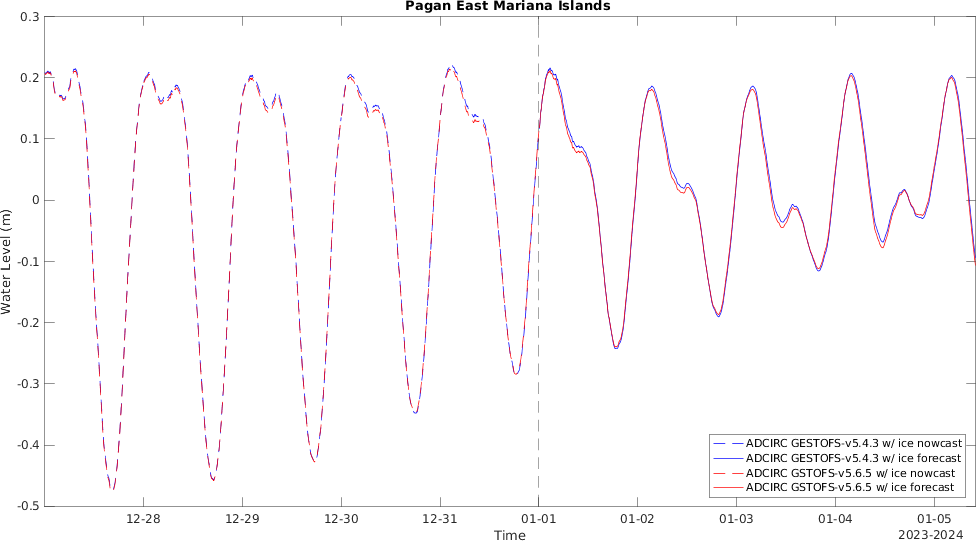 Pagan East Mariana Islands
0.3
0.2
0.1
0
-0.1
-0.2
-0.3
-0.4
-0.5
Water Level (m)
ADCIRC GESTOFS-v5.4.3 w/ ice nowcast
ADCIRC GESTOFS-v5.4.3 w/ ice forecast
ADCIRC GSTOFS-v5.6.5 w/ ice nowcast
ADCIRC GSTOFS-v5.6.5 w/ ice forecast
12-28 12-29 12-30 12-31 01-01 01-02 01-03 01-04 01-05
Time
2023-2024